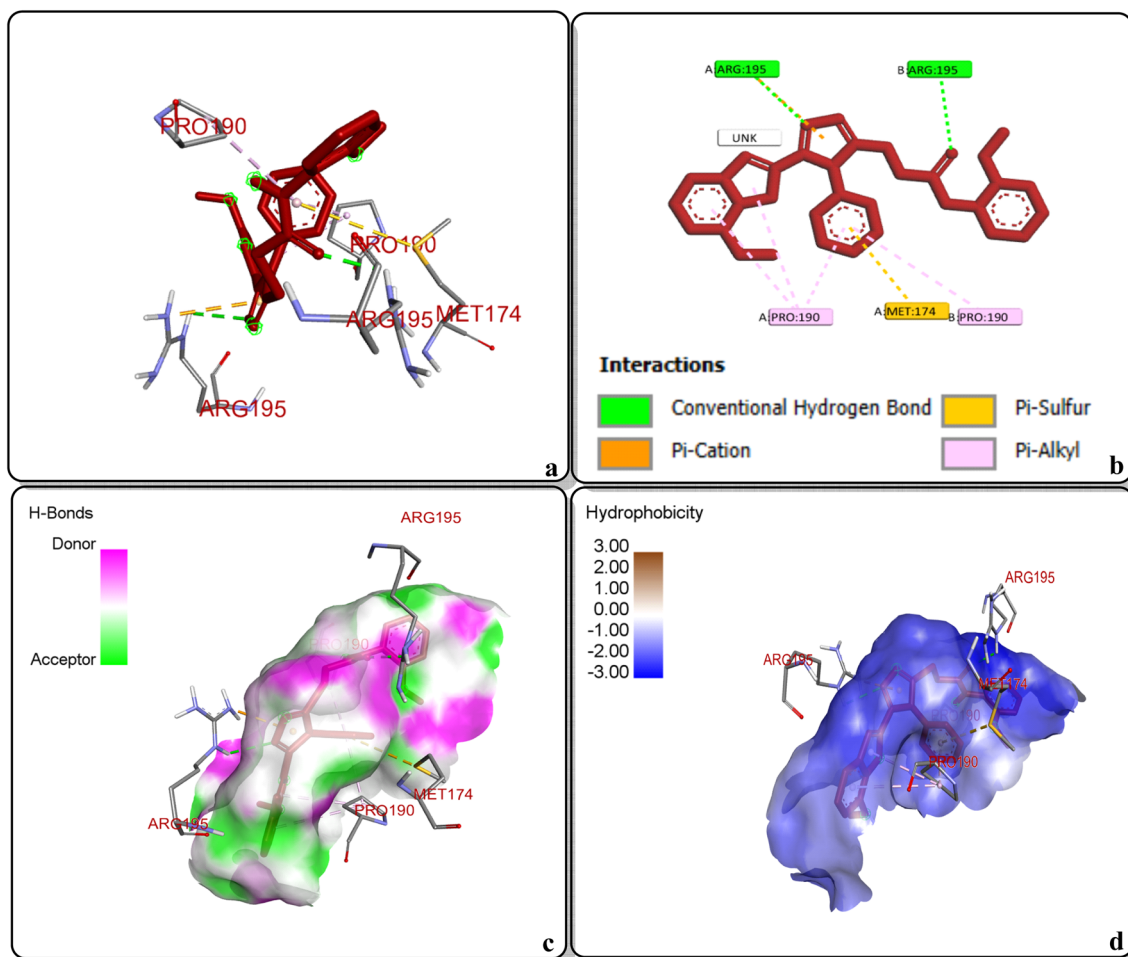 PRO190
PRO190
ARG195
MET174
ARG195
a
A:ARG:195
B:ARG:195
UNK
A:PRO:190
A:MET:174
B:PRO:190
Interactions
Conventional Hydrogen Bond
Pi-Sulfur
Pi-Cation
Pi-Alkyl
b
H-Bonds
Donor
Acceptor
ARG195
PRO190
MET174
PRO190
ARG195
c
Hydrophobicity
3.00
2.00
1.00
0.00
-1.00
-2.00
-3.00
ARG195
ARG195
MET174
PRO190
PRO190
d